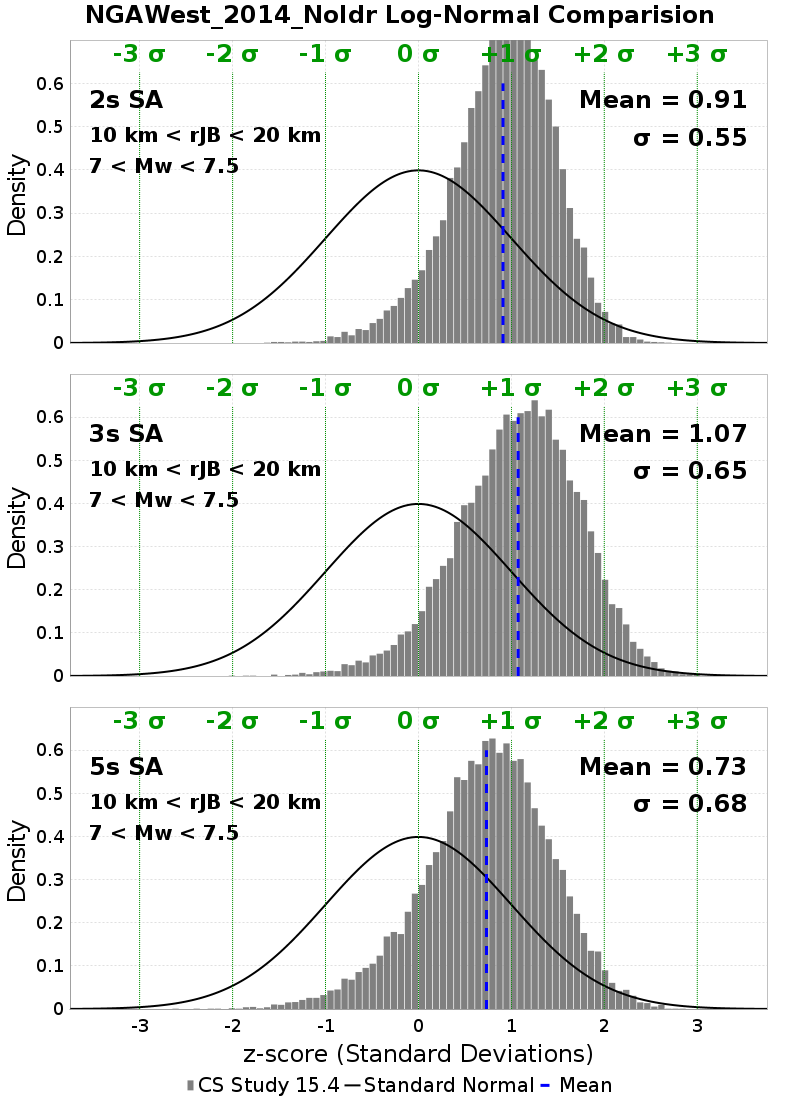 NGAWest_2014_NoIdr Log-Normal Comparision
-3 σ -2 σ -1 σ 0 σ +1 σ +2 σ +3 σ
2s SA
Mean = 0.91
10 km < rJB < 20 km
σ = 0.55
7 < Mw < 7.5
Density
0.6
0.5
0.4
0.3
0.2
0.1
0
-3 σ -2 σ -1 σ 0 σ +1 σ +2 σ +3 σ
3s SA
Mean = 1.07
10 km < rJB < 20 km
σ = 0.65
7 < Mw < 7.5
Density
0.6
0.5
0.4
0.3
0.2
0.1
0
-3 σ -2 σ -1 σ 0 σ +1 σ +2 σ +3 σ
5s SA
Mean = 0.73
10 km < rJB < 20 km
σ = 0.68
7 < Mw < 7.5
Density
0.6
0.5
0.4
0.3
0.2
0.1
0
-3 -2 -1 0 1 2 3
z-score (Standard Deviations)
CS Study 15.4 Standard Normal Mean